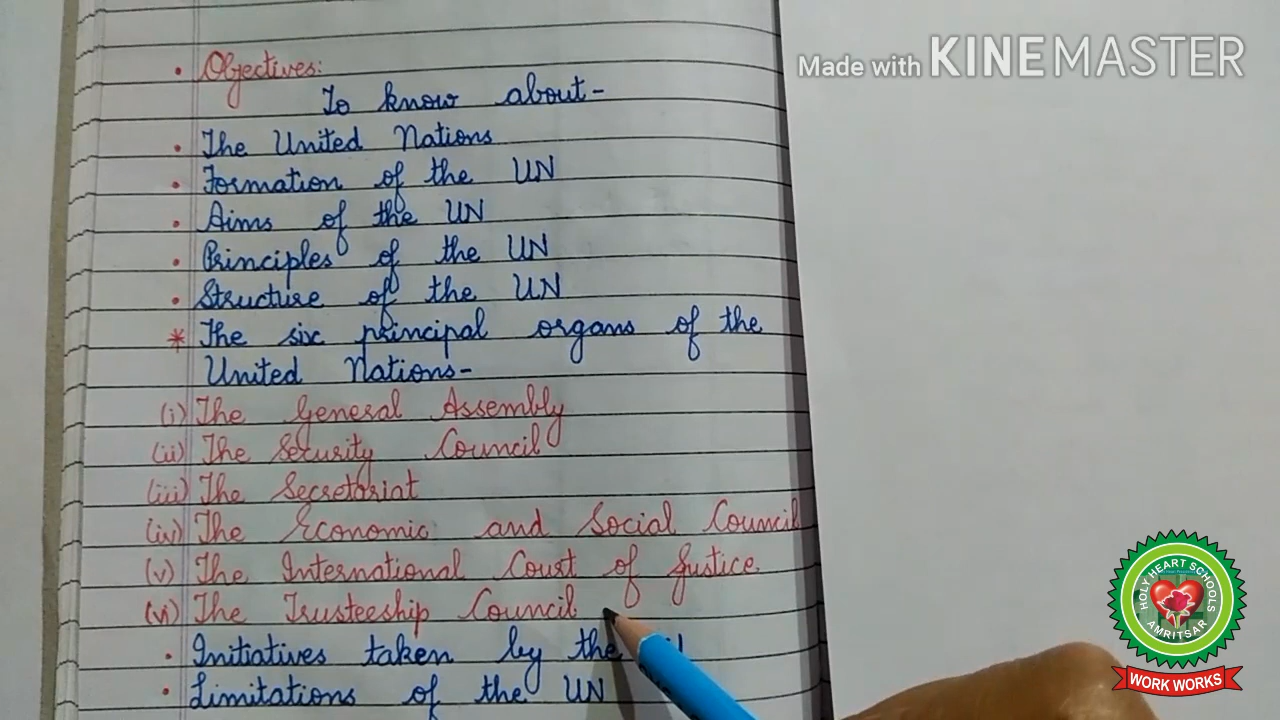 Made with KINEMASTER
• Objectives:
To know about-
• The United Nations
• Formation of the UN
• Aims of the UN
• Principles of the UN
• Structure of the UN
* The six principal organs of the
United Nations-
(i) The General Assembly
(ii) The Security Council
(iii) The Secretariat
(iv) The Economic and Social Council
(v) The International Court of Justice
(vi) The Trusteeship Council
• Initiatives taken by the
• Limitations of the UN
HOLY HEART SCHOOLS
AMRITSAR
WORK WORKS